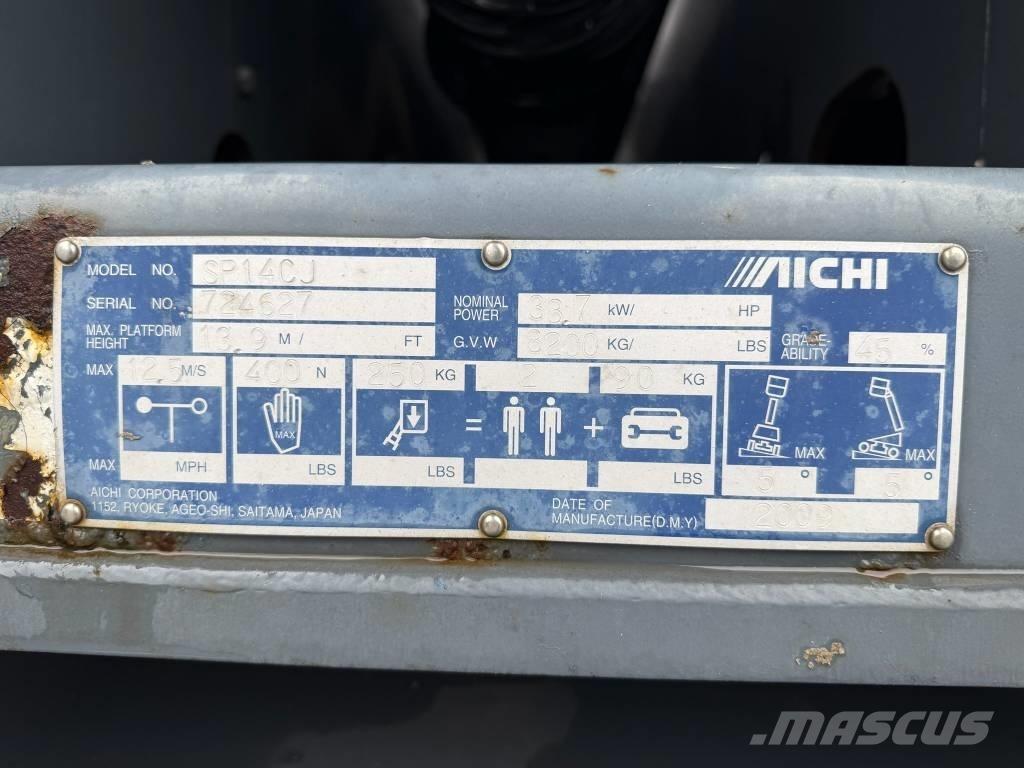 MODEL NO. SP14CJ
AICHI
SERIAL NO. 724627
NOMINAL POWER 33.7 kW/ HP
MAX. PLATFORM HEIGHT 13.9 M/ FT
G.V.W 3200 KG/ LBS
GRADE-ABILITY 45 %
MAX 12.5 M/S 400 N 250 KG 2 90 KG
MAX
= +
MAX MAX
MAX MPH LBS LBS LBS 5 ° 5 °
AICHI CORPORATION
1152, RYOKE, AGEO-SHI, SAITAMA, JAPAN
DATE OF MANUFACTURE(D.M.Y) 2009
MASCUS